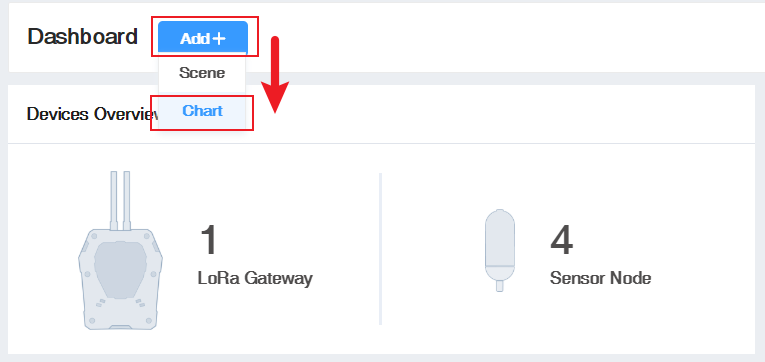 Dashboard Add+
Scene
Chart
Devices Overview
1
LoRa Gateway
4
Sensor Node